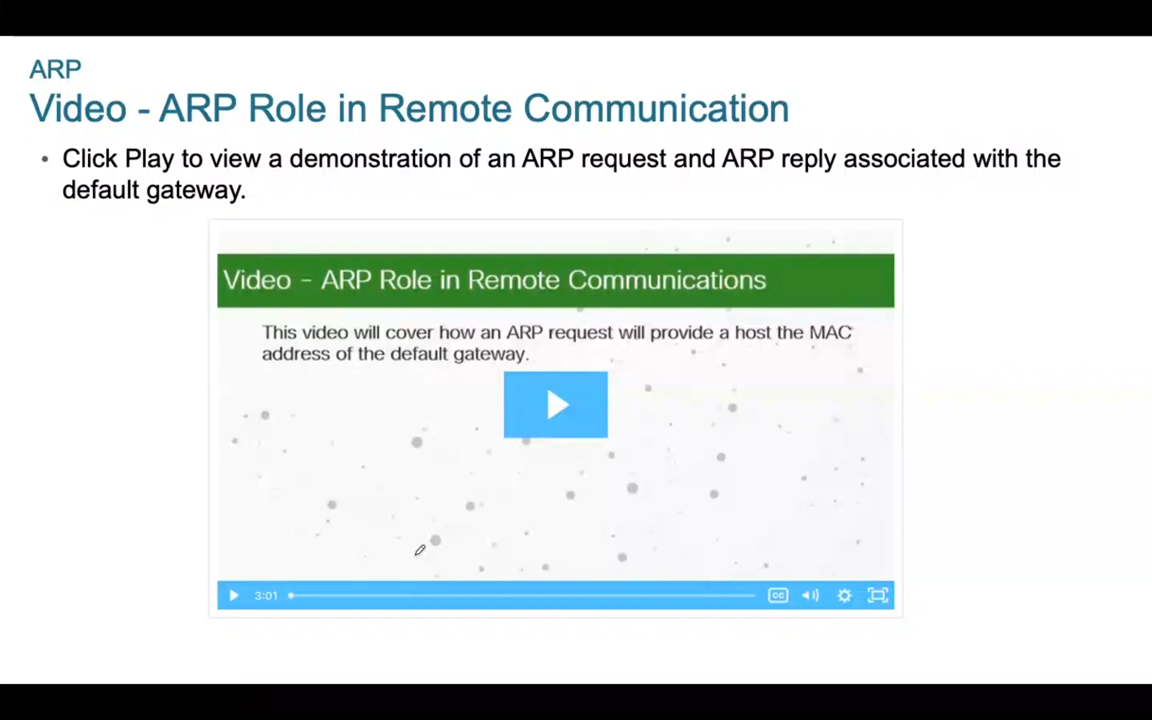 ARP
Video - ARP Role in Remote Communication
• Click Play to view a demonstration of an ARP request and ARP reply associated with the
default gateway.
Video - ARP Role in Remote Communications
This video will cover how an ARP request will provide a host the MAC
address of the default gateway.
3:01
CC